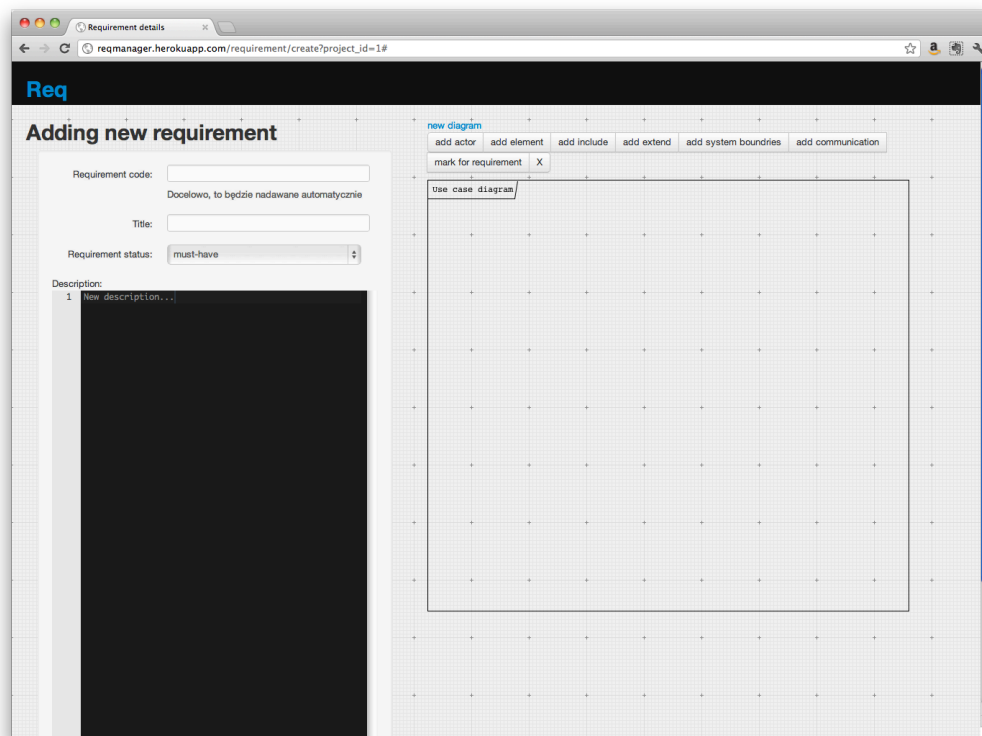 Requirement details
reqmanager.herokuapp.com/requirement/create?project_id=1#
Req
Adding new requirement
Requirement code:
Docelowo, to będzie nadawane automatycznie
Title:
Requirement status: must-have
Description:
1 New description...
new diagram
add actor add element add include add extend add system boundries add communication
mark for requirement X
Use case diagram